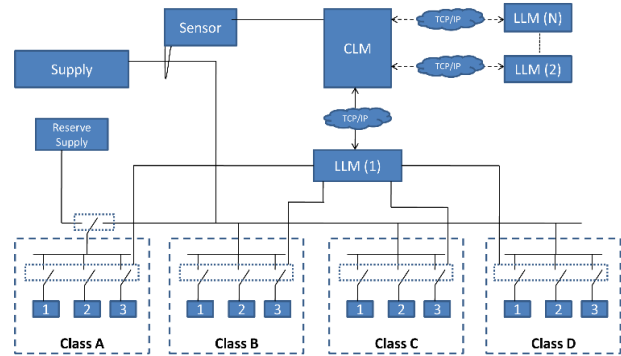 Sensor
Supply
CLM
TCP/IP
LLM (N)
TCP/IP
LLM (2)
Reserve
Supply
TCP/IP
LLM (1)
1 2 3
1 2 3
1 2 3
1 2 3
Class A
Class B
Class C
Class D